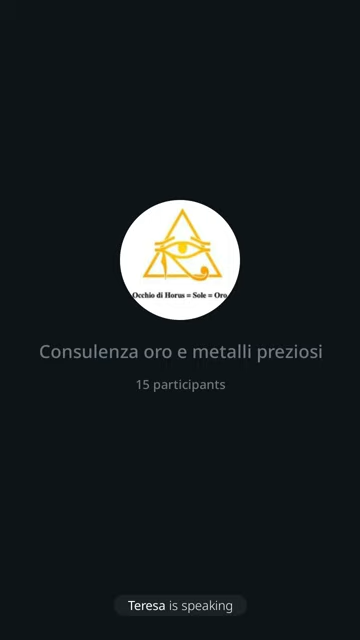 Occhio di Horus = Sole = Oro
Consulenza oro e metalli preziosi
15 participants
Teresa is speaking